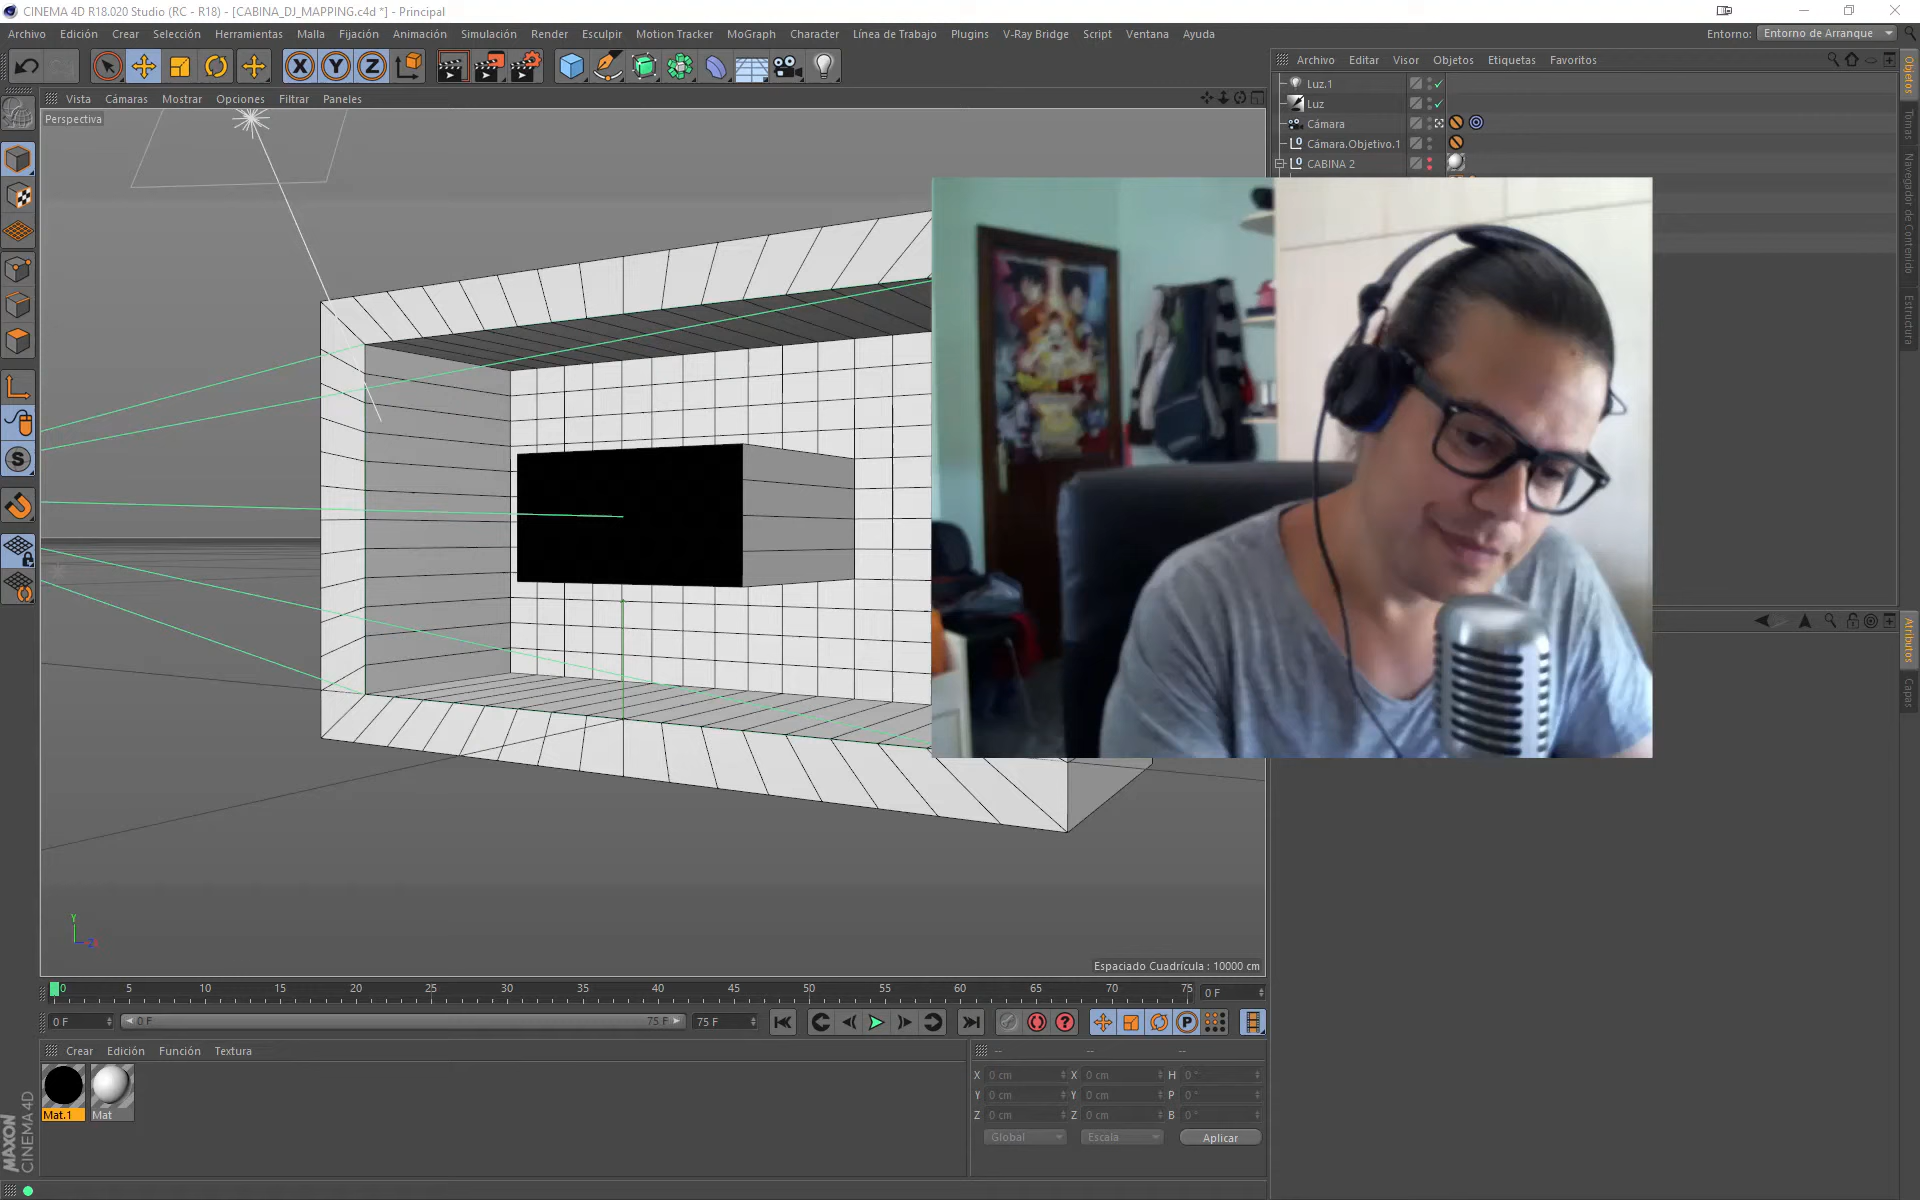 CINEMA 4D R18.020 Studio (RC - R18) - [CABINA_DJ_MAPPING.c4d *] - Principal
Archivo Edición Crear Selección Herramientas Malla Fijación Animación Simulación Render Esculpir Motion Tracker MoGraph Character Línea de Trabajo Plugins V-Ray Bridge Script Ventana Ayuda Entorno: Entorno de Arranque
X Y Z
Archivo Editar Visor Objetos Etiquetas Favoritos
Vista Cámaras Mostrar Opciones Filtrar Paneles
Perspectiva
Luz.1
Luz
Cámara
Cámara.Objetivo.1
CABINA 2
Objetos
Tomas
Navegador de Contenido
Estructura
S
Atributos
Capas
Y
Z
Espaciado Cuadrícula : 10000 cm
0 5 10 15 20 25 30 35 40 45 50 55 60 65 70 75 0 F
0 F 0 F 75 F 75 F ? P
Crear Edición Función Textura -- -- --
X 0 cm X 0 cm H 0 °
Y 0 cm Y 0 cm P 0 °
Z 0 cm Z 0 cm B 0 °
Mat.1 Mat
Global Escala Aplicar
MAXON
CINEMA 4D